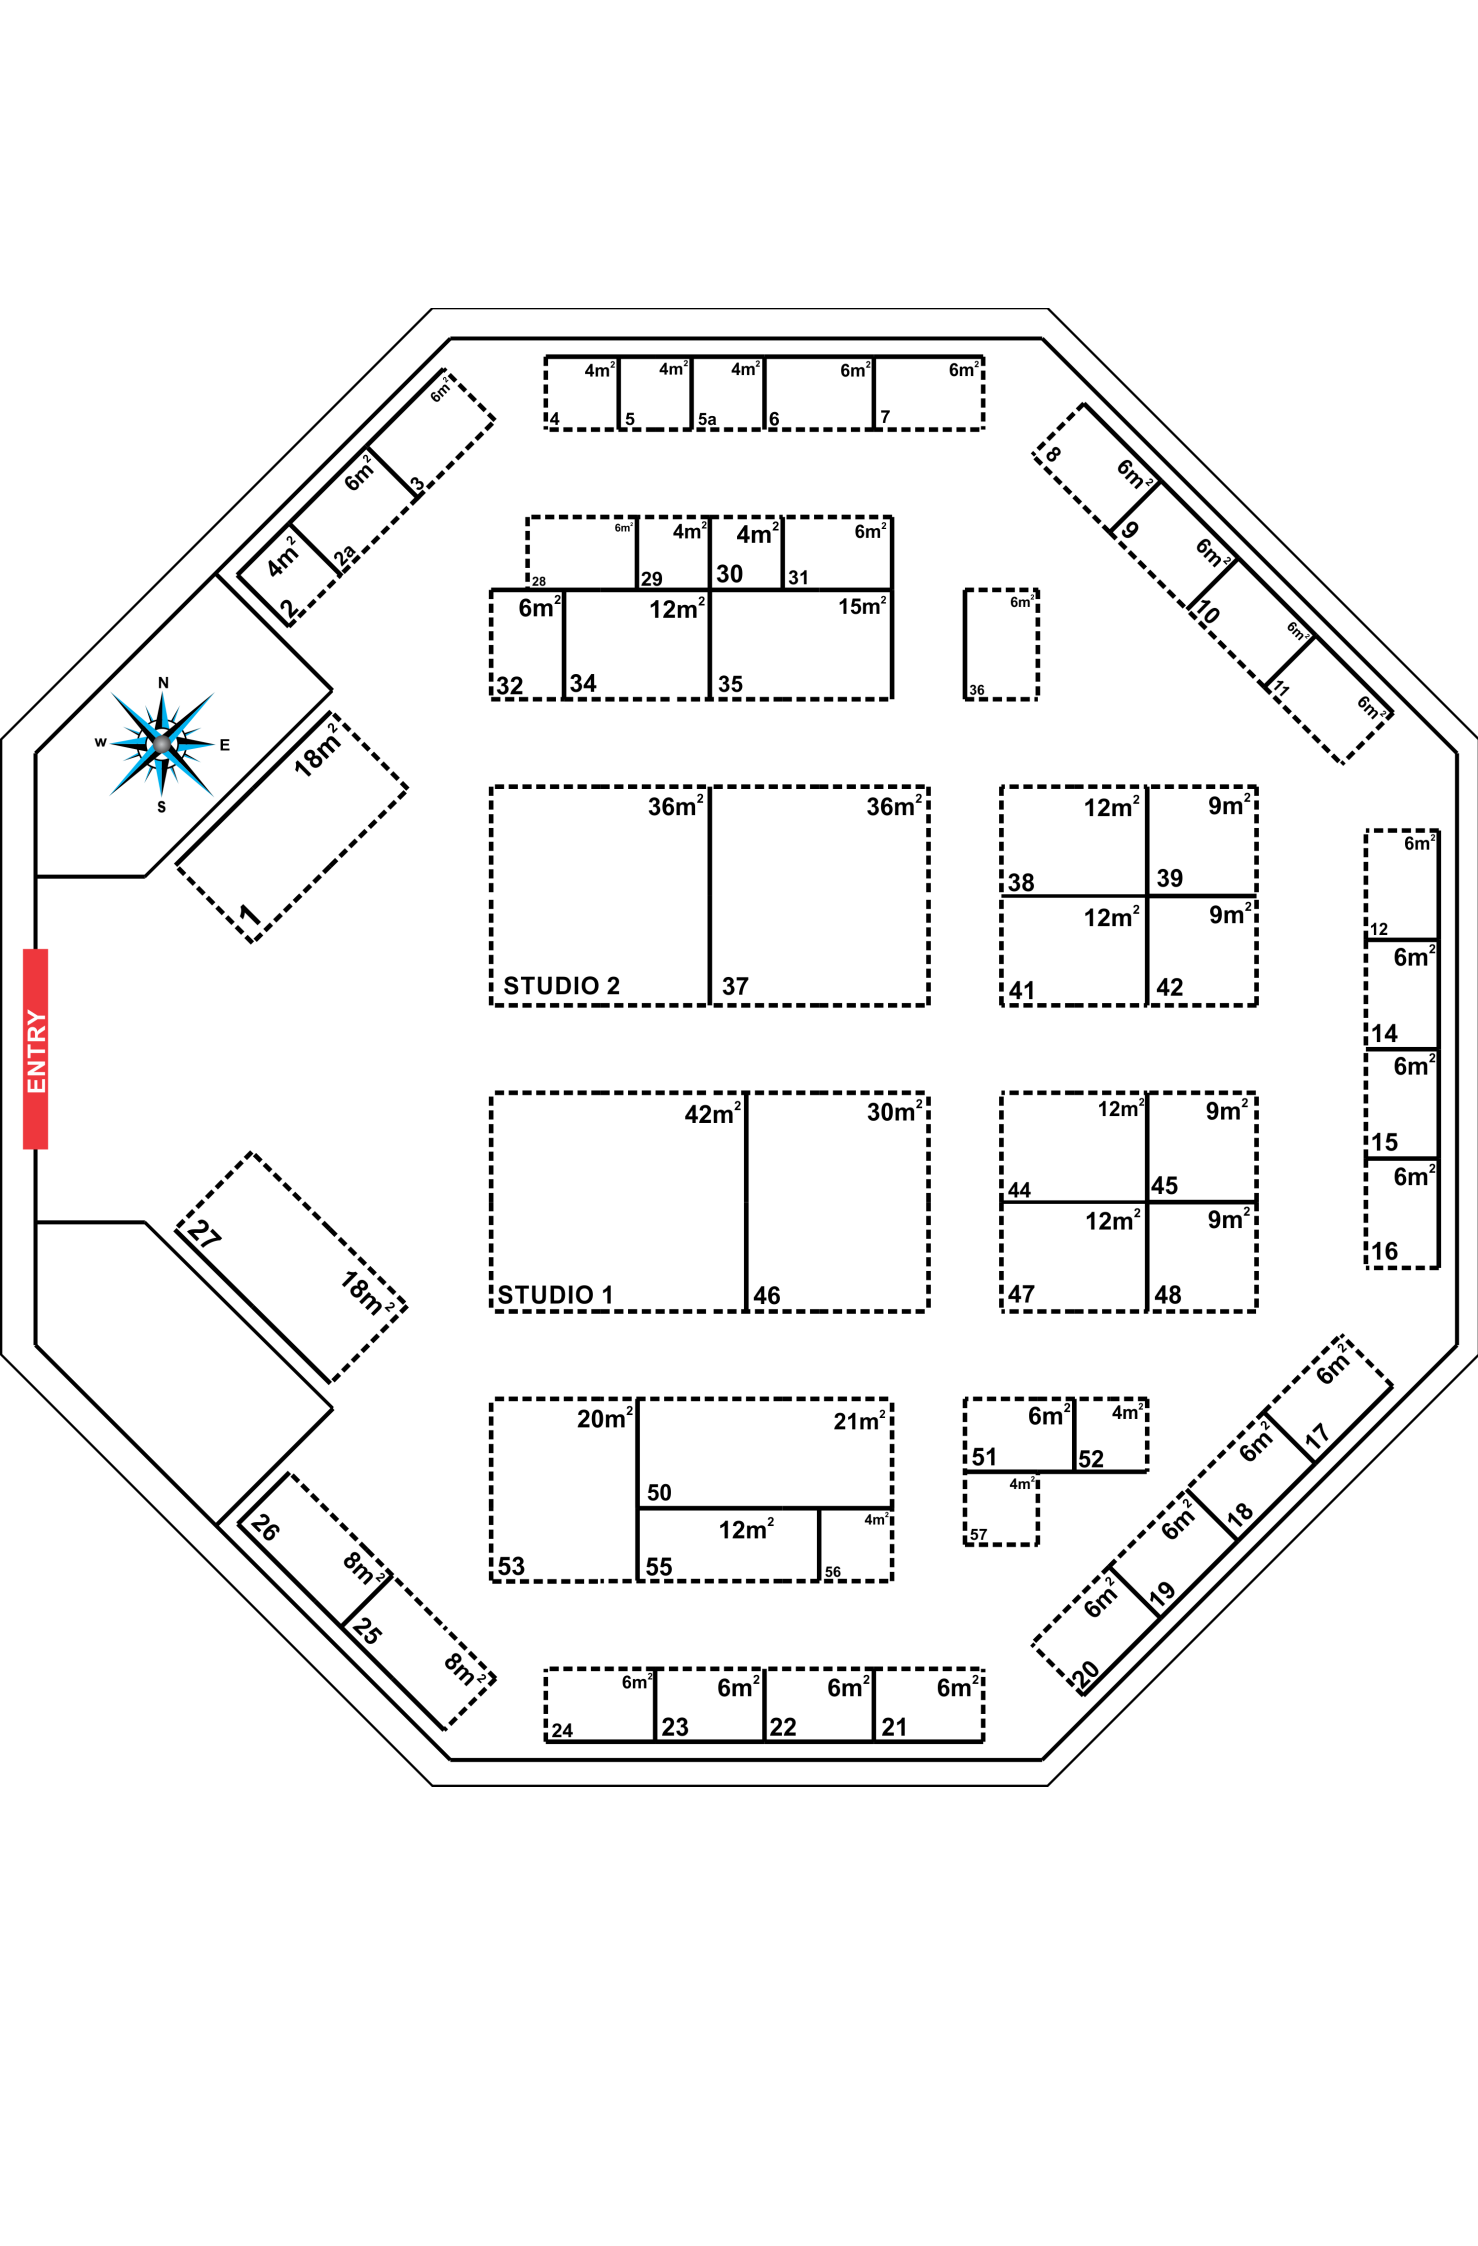 4m² 4m² 4m² 6m² 6m²
4 5 5a 6 7
6m²
3
6m²
2a
4m²
2
8 6m²
9 6m²
10 6m²
11 6m²
6m² 4m² 4m² 6m²
28 29 30 31
6m² 12m² 15m²
32 34 35
6m²
36
N
W E
S
18m²
1
36m² 36m²
STUDIO 2 37
12m² 9m²
38 39
12m² 9m²
41 42
6m²
12
6m²
14
6m²
15
6m²
16
ENTRY
42m² 30m²
STUDIO 1 46
12m² 9m²
44 45
12m² 9m²
47 48
27
18m²
20m² 21m²
50
12m² 4m²
53 55 56
6m² 4m²
51 52
4m²
57
6m²
17
6m²
18
6m²
19
6m²
20
26
8m²
25
8m²
6m² 6m² 6m² 6m²
24 23 22 21